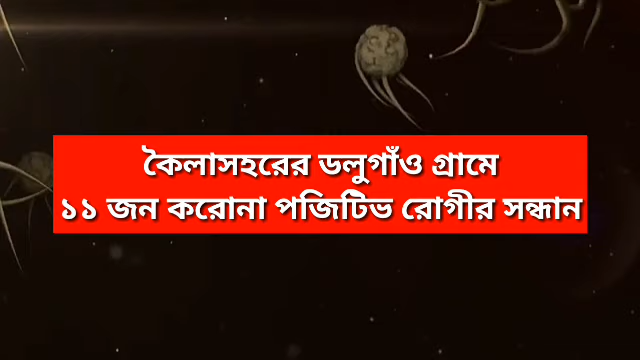 কৈলাসহরের ডলুগাঁও গ্রামে
১১ জন করোনা পজিটিভ রোগীর সন্ধান